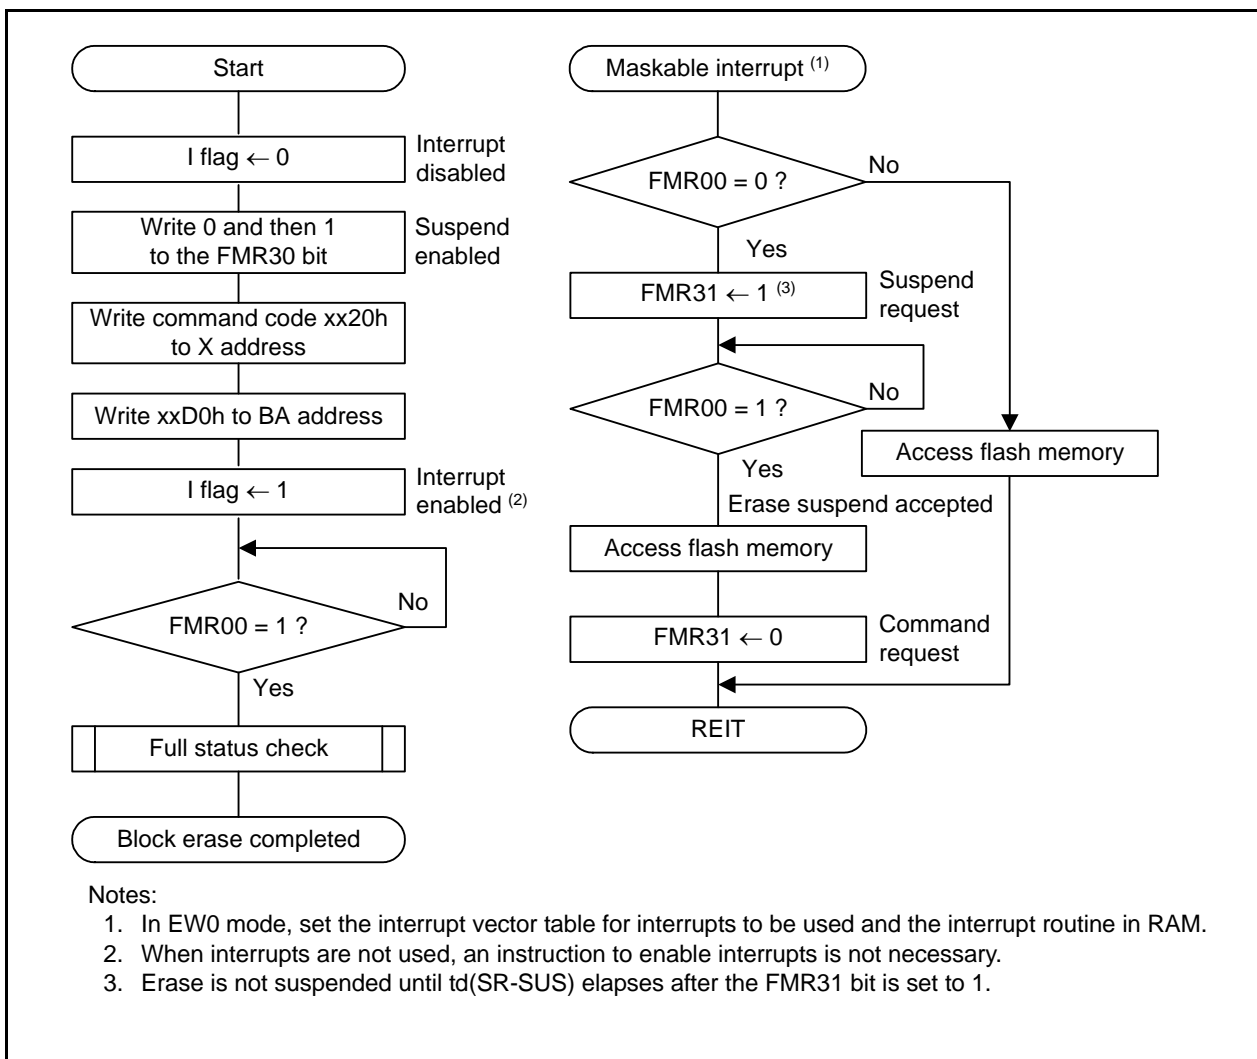 Start
I flag ← 0
Interrupt
disabled
Write 0 and then 1
to the FMR30 bit
Suspend
enabled
Write command code xx20h
to X address
Write xxD0h to BA address
I flag ← 1
Interrupt
enabled (2)
FMR00 = 1 ?
No
Yes
Full status check
Block erase completed
Maskable interrupt (1)
FMR00 = 0 ?
No
Yes
FMR31 ← 1 (3)
Suspend
request
FMR00 = 1 ?
No
Yes
Erase suspend accepted
Access flash memory
Access flash memory
FMR31 ← 0
Command
request
REIT
Notes:
1. In EW0 mode, set the interrupt vector table for interrupts to be used and the interrupt routine in RAM.
2. When interrupts are not used, an instruction to enable interrupts is not necessary.
3. Erase is not suspended until td(SR-SUS) elapses after the FMR31 bit is set to 1.